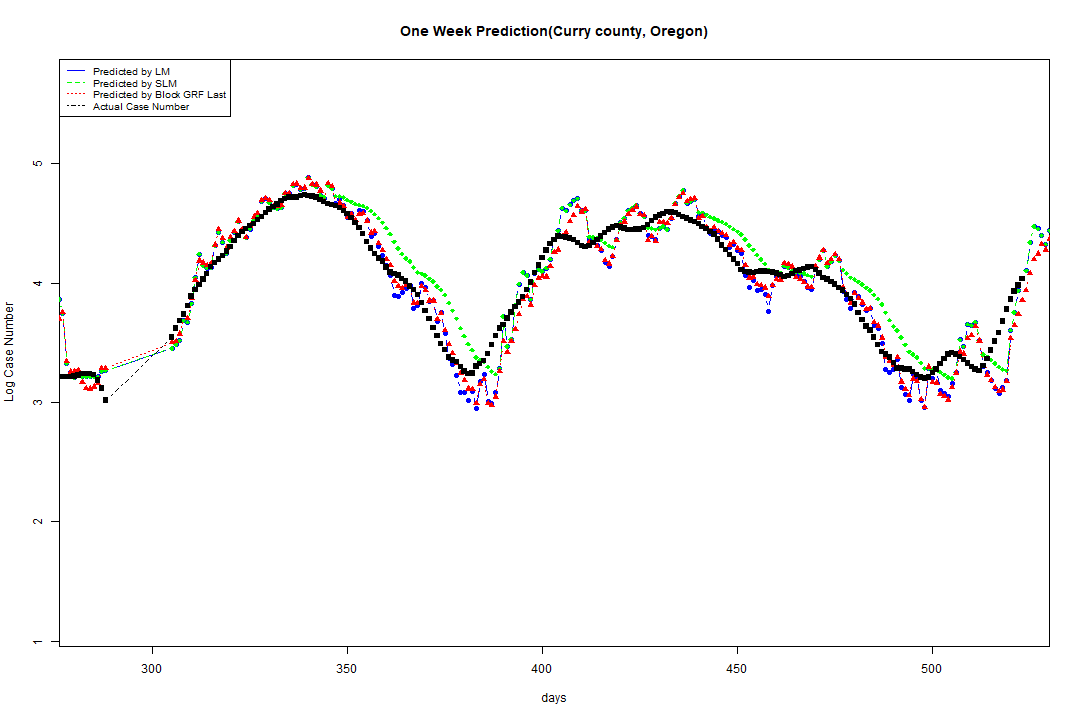 One Week Prediction(Curry county, Oregon)
Predicted by LM
Predicted by SLM
Predicted by Block GRF Last
Actual Case Number
5
4
3
2
1
Log Case Number
300 350 400 450 500
days